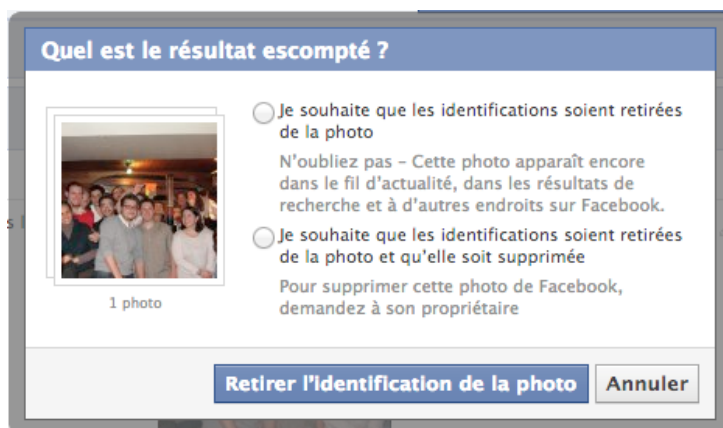 Quel est le résultat escompté ?
Je souhaite que les identifications soient retirées
de la photo
N'oubliez pas – Cette photo apparaît encore
dans le fil d'actualité, dans les résultats de
recherche et à d'autres endroits sur Facebook.
Je souhaite que les identifications soient retirées
de la photo et qu'elle soit supprimée
Pour supprimer cette photo de Facebook,
demandez à son propriétaire
1 photo
Retirer l'identification de la photo
Annuler